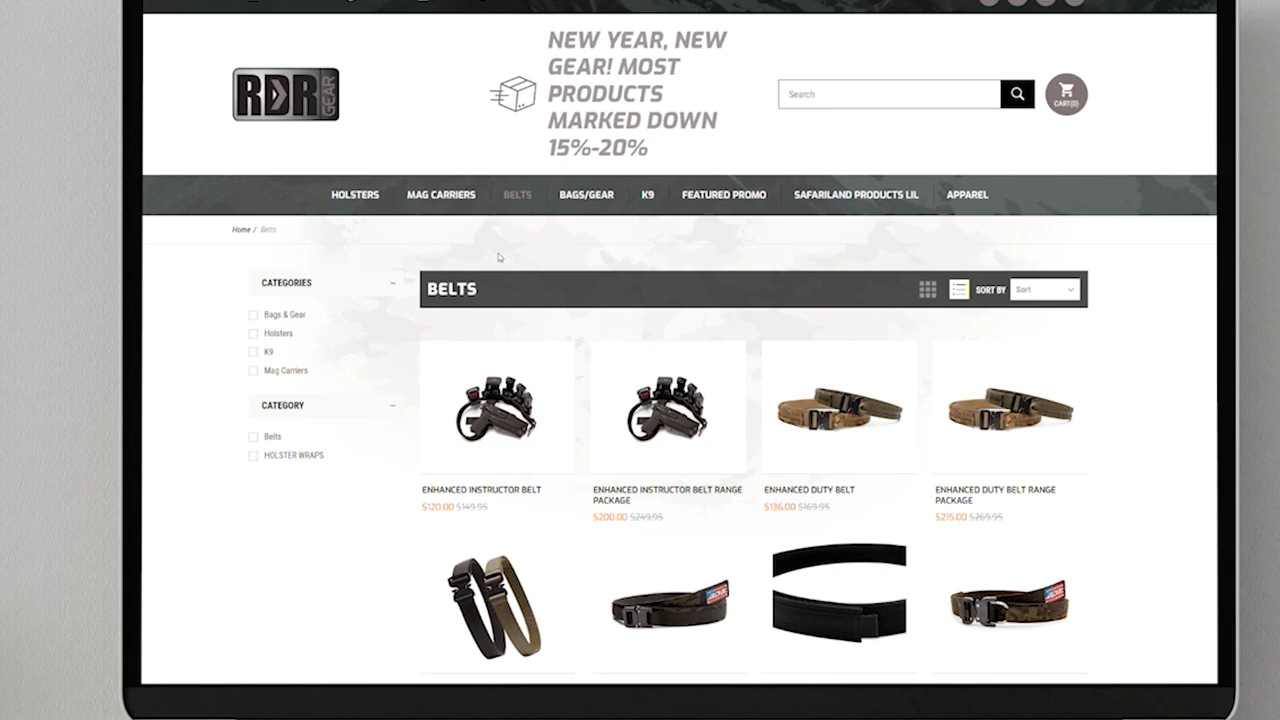 RDR GEAR
NEW YEAR, NEW
GEAR! MOST
PRODUCTS
MARKED DOWN
15%-20%
Search
CART(0)
HOLSTERS MAG CARRIERS BELTS BAGS/GEAR K9 FEATURED PROMO SAFARILAND PRODUCTS LIL APPAREL
Home / Belts
CATEGORIES
Bags & Gear
Holsters
K9
Mag Carriers
CATEGORY
Belts
HOLSTER WRAPS
BELTS
SORT BY Sort
ENHANCED INSTRUCTOR BELT
$120.00 $149.95
ENHANCED INSTRUCTOR BELT RANGE
PACKAGE
$200.00 $249.95
ENHANCED DUTY BELT
$136.00 $169.95
ENHANCED DUTY BELT RANGE
PACKAGE
$215.00 $269.95